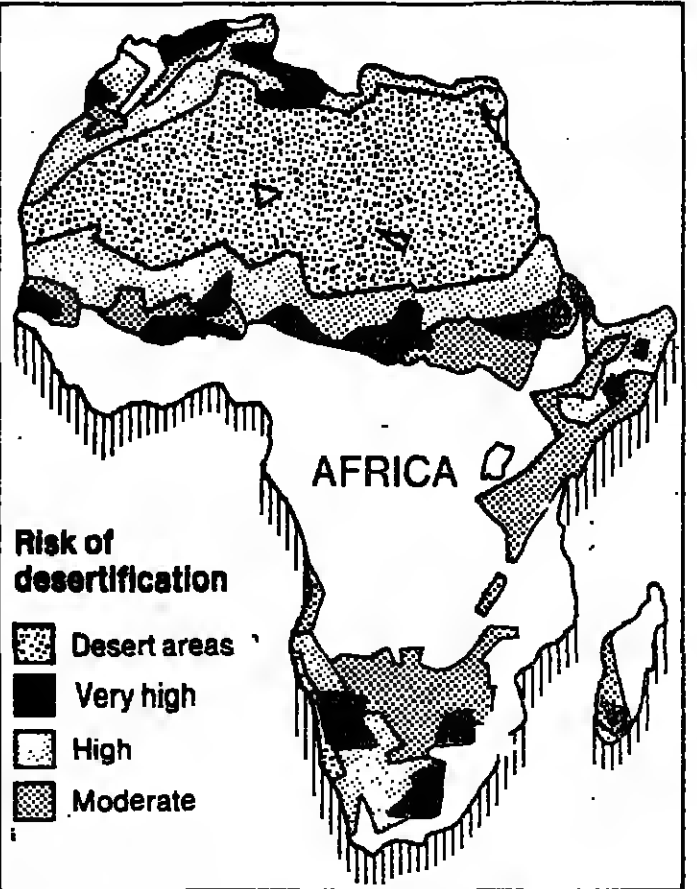 AFRICA
Risk of
desertification
Desert areas
Very high
High
Moderate